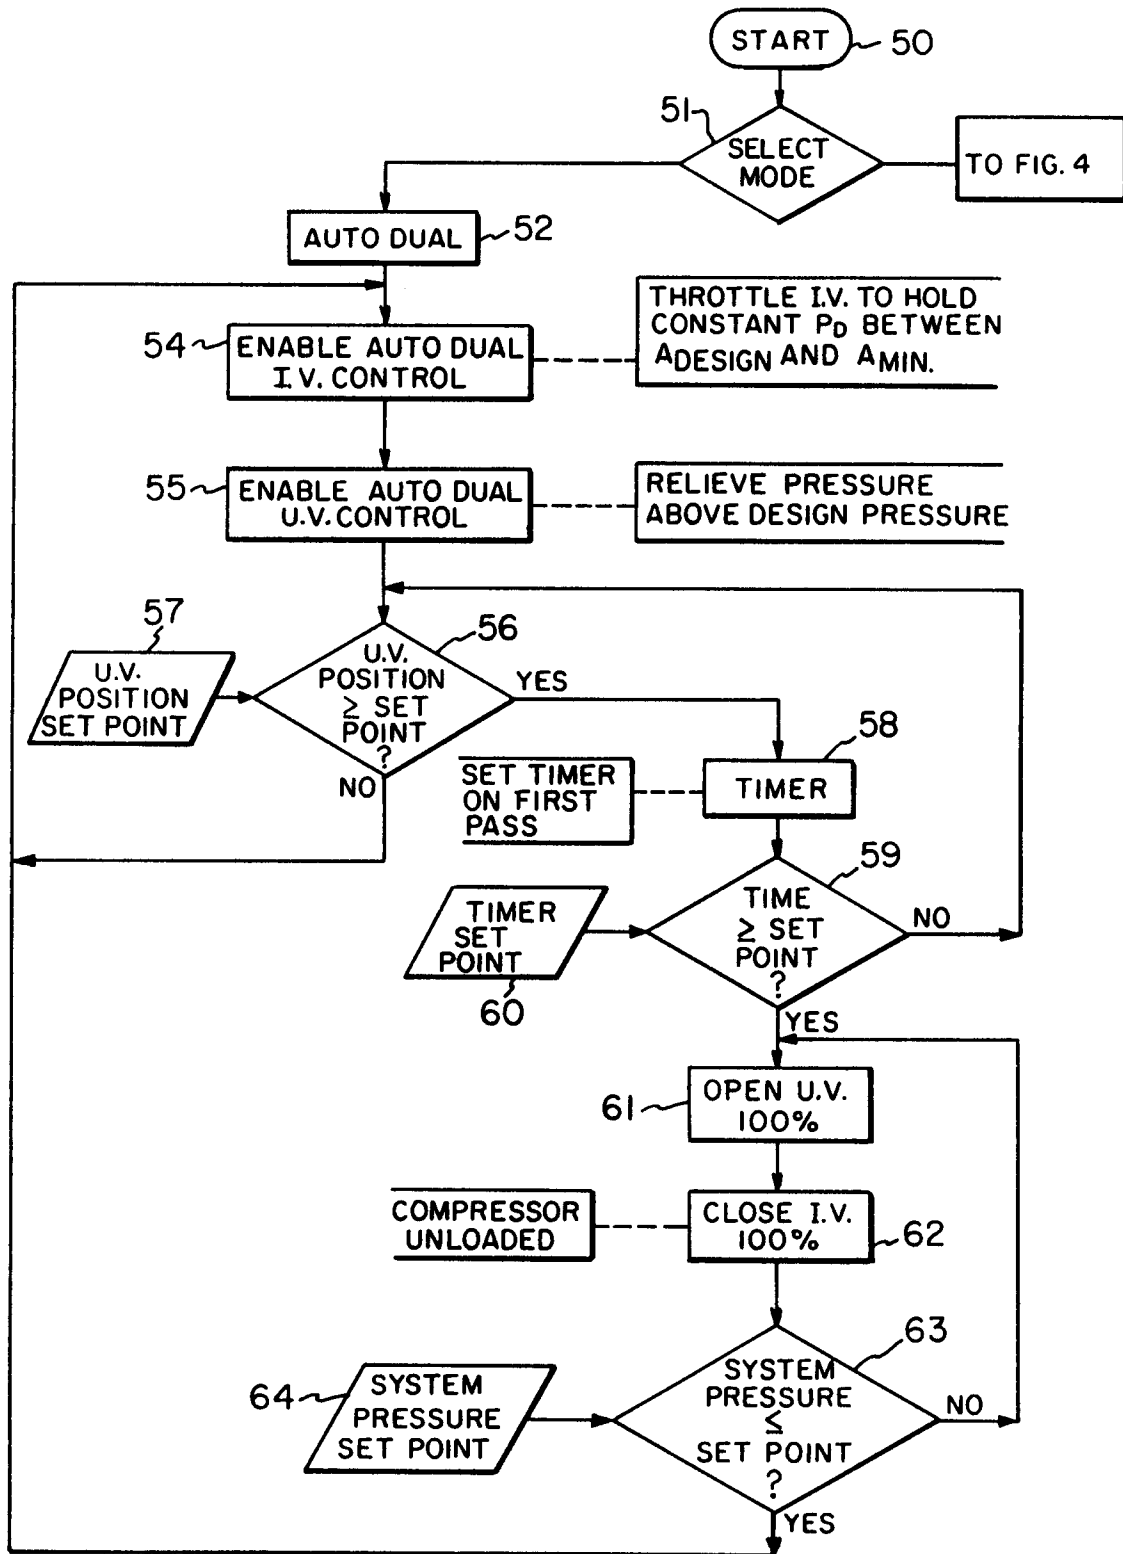 START
50
51
SELECT
MODE
TO FIG. 4
AUTO DUAL
52
THROTTLE I.V. TO HOLD
CONSTANT PD BETWEEN
ADESIGN AND AMIN.
54
ENABLE AUTO DUAL
I.V. CONTROL
55
ENABLE AUTO DUAL
U.V. CONTROL
RELIEVE PRESSURE
ABOVE DESIGN PRESSURE
57
U.V.
POSITION
SET POINT
56
U.V.
POSITION
≥ SET
POINT
?
YES
NO
58
SET TIMER
ON FIRST
PASS
TIMER
59
TIMER
SET
POINT
60
TIME
≥ SET
POINT
?
NO
YES
61
OPEN U.V.
100%
COMPRESSOR
UNLOADED
CLOSE I.V.
100%
62
63
64
SYSTEM
PRESSURE
SET POINT
SYSTEM
PRESSURE
≤
SET POINT
?
NO
YES